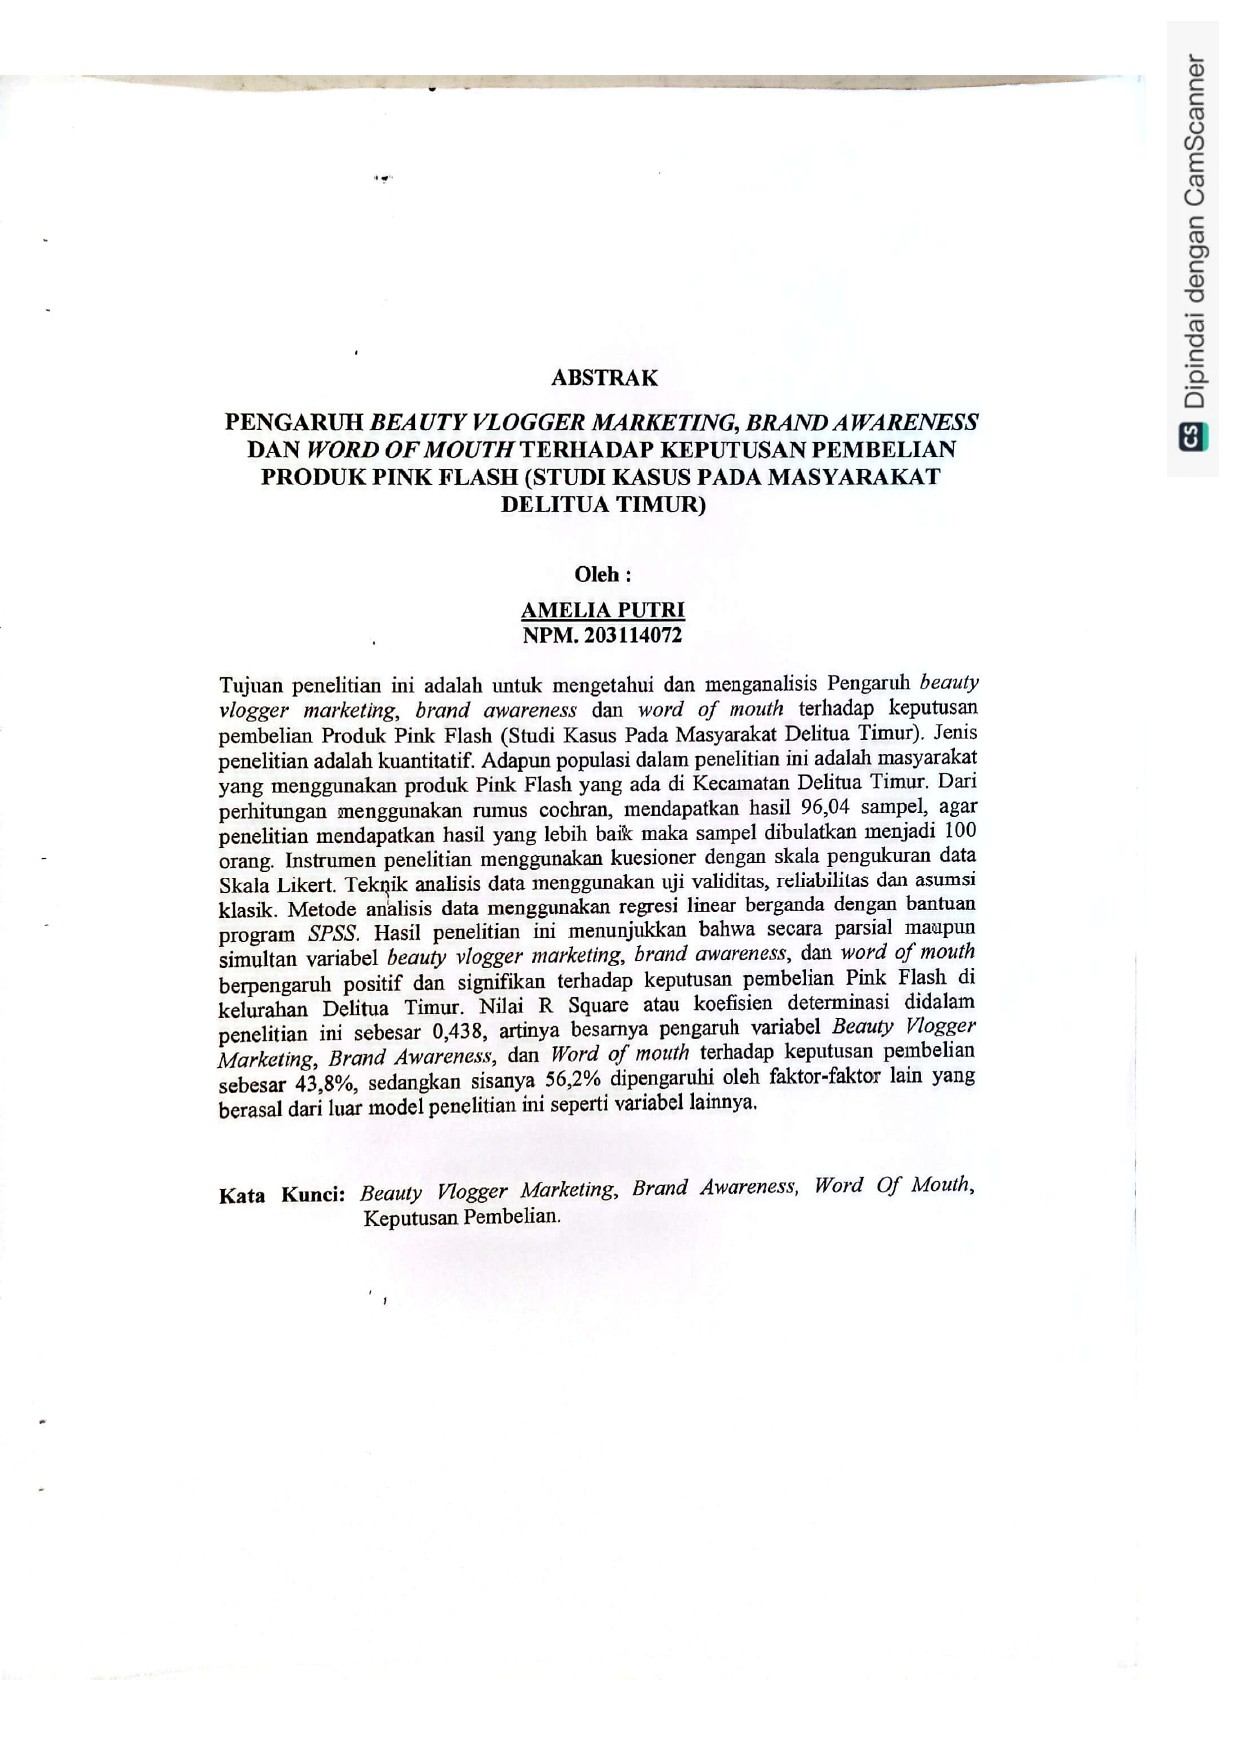 ABSTRAK
PENGARUH BEAUTY VLOGGER MARKETING, BRAND AWARENESS
DAN WORD OF MOUTH TERHADAP KEPUTUSAN PEMBELIAN
PRODUK PINK FLASH (STUDI KASUS PADA MASYARAKAT
DELITUA TIMUR)
Oleh :
AMELIA PUTRI
NPM. 203114072
Tujuan penelitian ini adalah untuk mengetahui dan menganalisis Pengaruh beauty
vlogger marketing, brand awareness dan word of mouth terhadap keputusan
pembelian Produk Pink Flash (Studi Kasus Pada Masyarakat Delitua Timur). Jenis
penelitian adalah kuantitatif. Adapun populasi dalam penelitian ini adalah masyarakat
yang menggunakan produk Pink Flash yang ada di Kecamatan Delitua Timur. Dari
perhitungan menggunakan rumus cochran, mendapatkan hasil 96,04 sampel, agar
penelitian mendapatkan hasil yang lebih baik maka sampel dibulatkan menjadi 100
orang. Instrumen penelitian menggunakan kuesioner dengan skala pengukuran data
Skala Likert. Teknik analisis data menggunakan uji validitas, reliabilitas dan asumsi
klasik. Metode analisis data menggunakan regresi linear berganda dengan bantuan
program SPSS. Hasil penelitian ini menunjukkan bahwa secara parsial maupun
simultan variabel beauty vlogger marketing, brand awareness, dan word of mouth
berpengaruh positif dan signifikan terhadap keputusan pembelian Pink Flash di
kelurahan Delitua Timur. Nilai R Square atau koefisien determinasi didalam
penelitian ini sebesar 0,438, artinya besarnya pengaruh variabel Beauty Vlogger
Marketing, Brand Awareness, dan Word of mouth terhadap keputusan pembelian
sebesar 43,8%, sedangkan sisanya 56,2% dipengaruhi oleh faktor-faktor lain yang
berasal dari luar model penelitian ini seperti variabel lainnya.
Kata Kunci: Beauty Vlogger Marketing, Brand Awareness, Word Of Mouth,
Keputusan Pembelian.
CS Dipindai dengan CamScanner